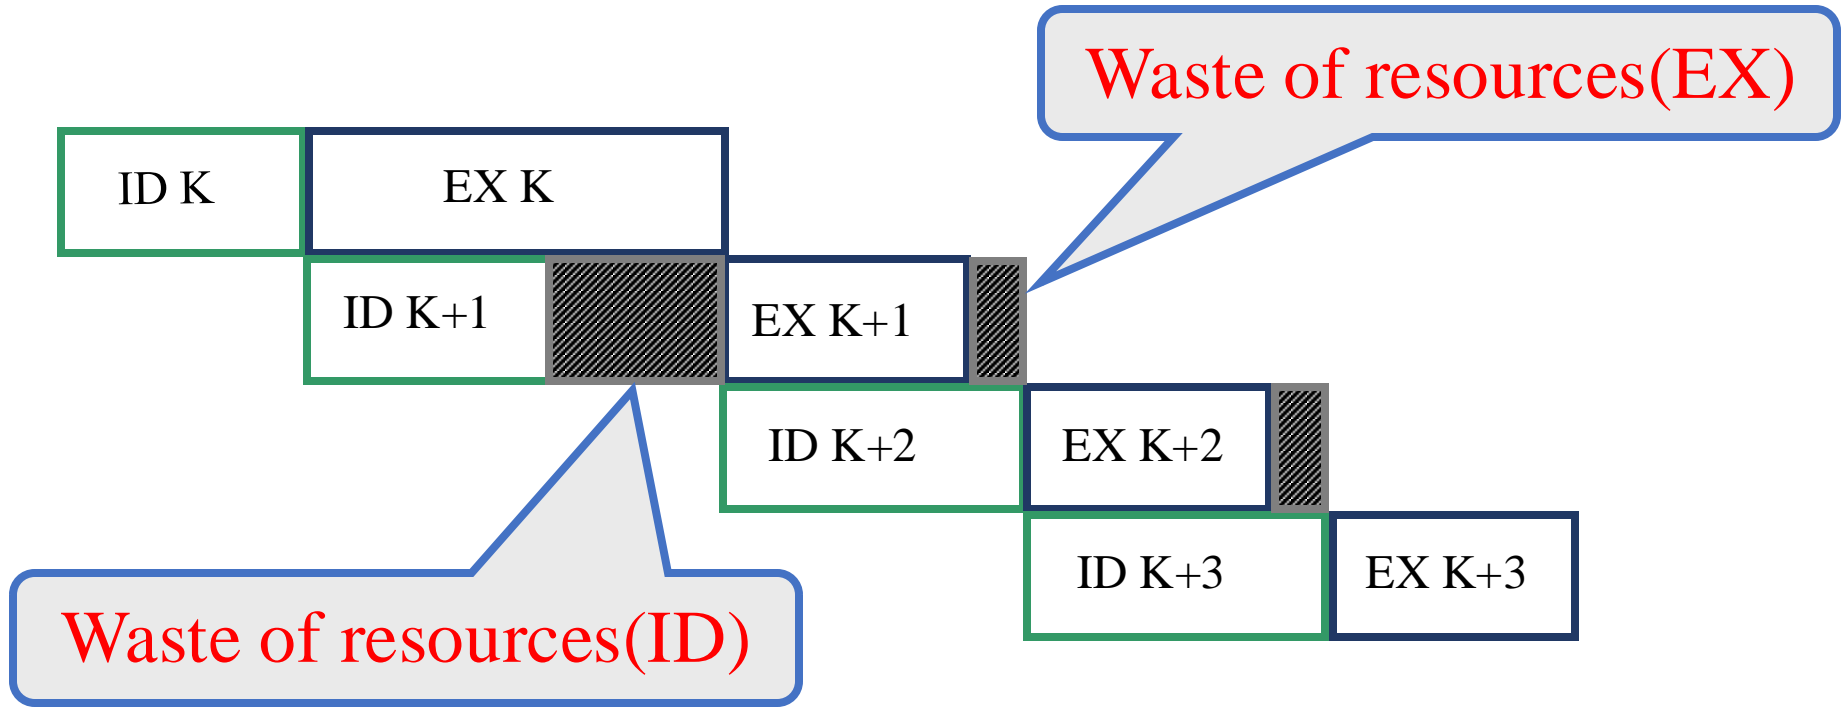 Waste of resources(EX)
ID K
EX K
ID K+1
EX K+1
ID K+2
EX K+2
ID K+3
EX K+3
Waste of resources(ID)